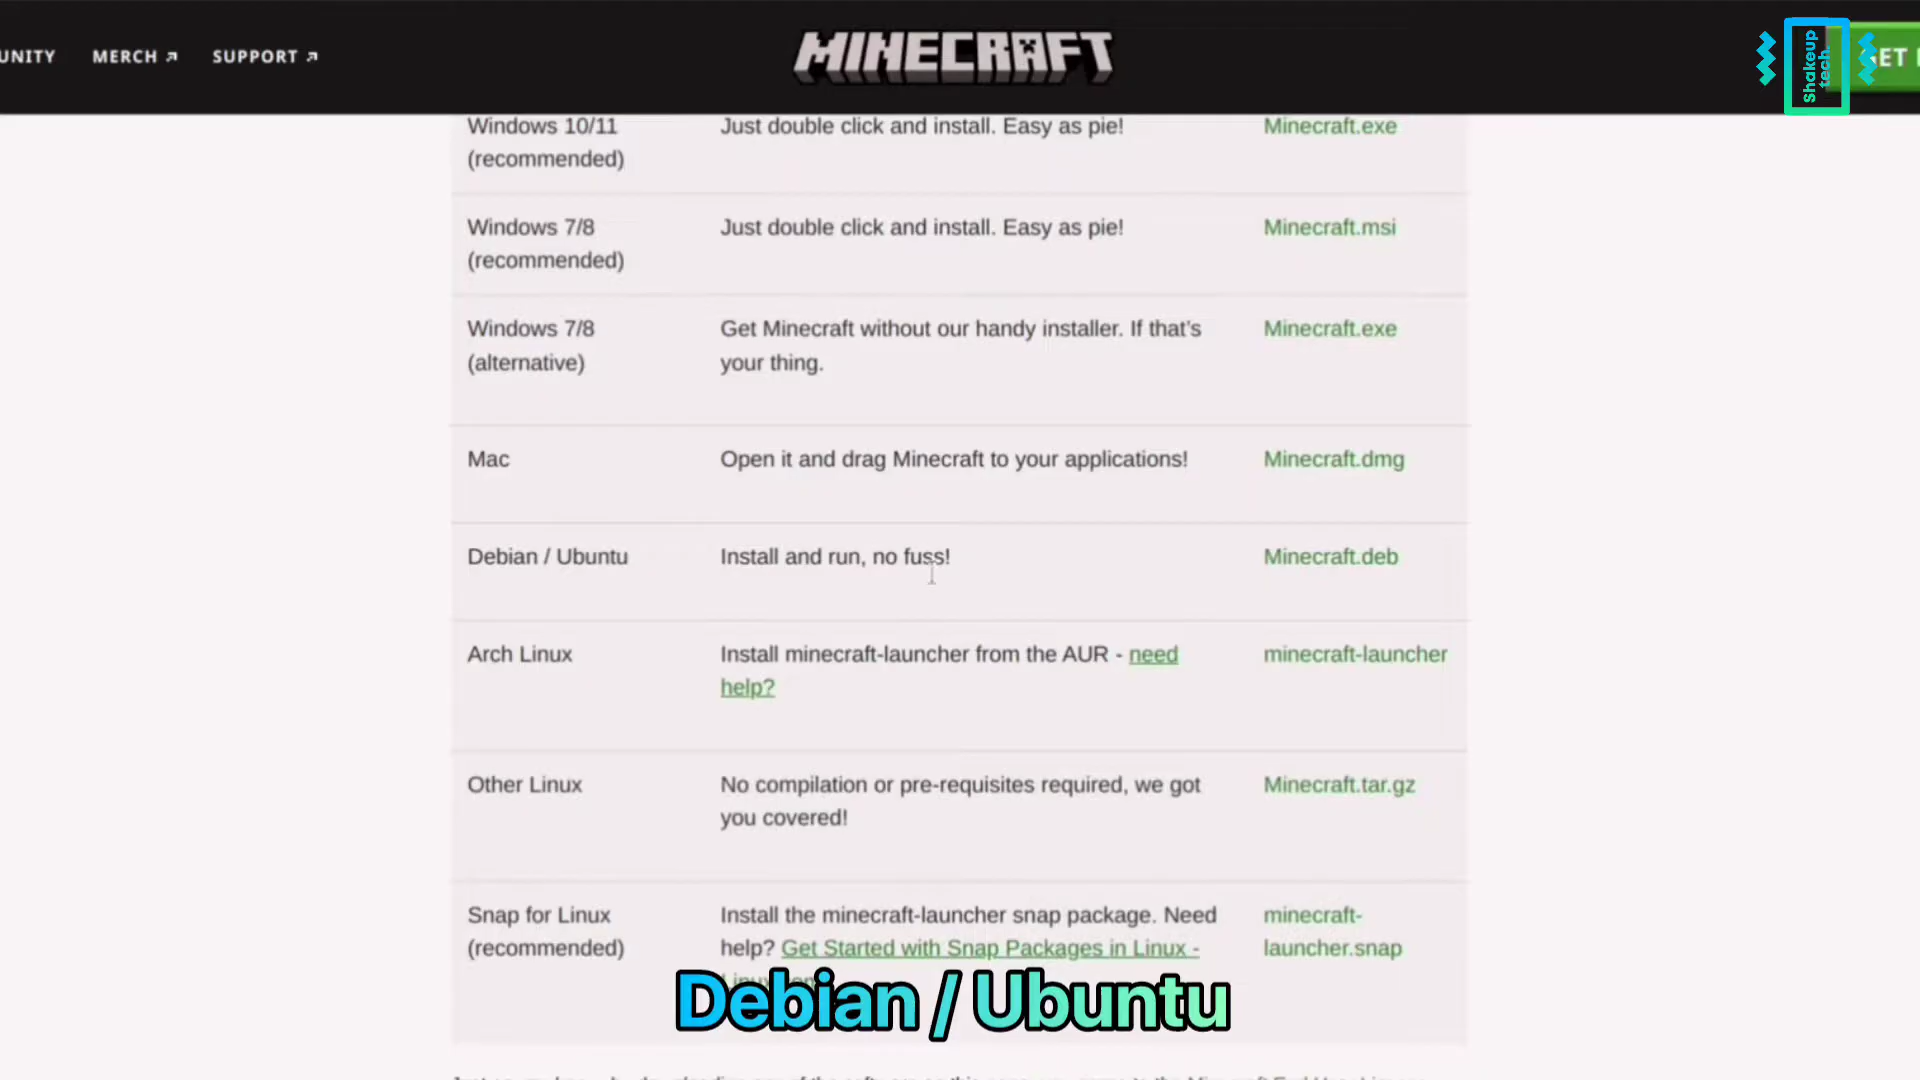 UNITY MERCH SUPPORT MINECRAFT Shakeup tech. GET
Windows 10/11 Just double click and install. Easy as pie! Minecraft.exe
(recommended)
Windows 7/8 Just double click and install. Easy as pie! Minecraft.msi
(recommended)
Windows 7/8 Get Minecraft without our handy installer. If that's Minecraft.exe
(alternative) your thing.
Mac Open it and drag Minecraft to your applications! Minecraft.dmg
Debian / Ubuntu Install and run, no fuss! Minecraft.deb
Arch Linux Install minecraft-launcher from the AUR - need minecraft-launcher
help?
Other Linux No compilation or pre-requisites required, we got Minecraft.tar.gz
you covered!
Snap for Linux Install the minecraft-launcher snap package. Need minecraft-
(recommended) help? Get Started with Snap Packages in Linux - launcher.snap
Debian / Ubuntu